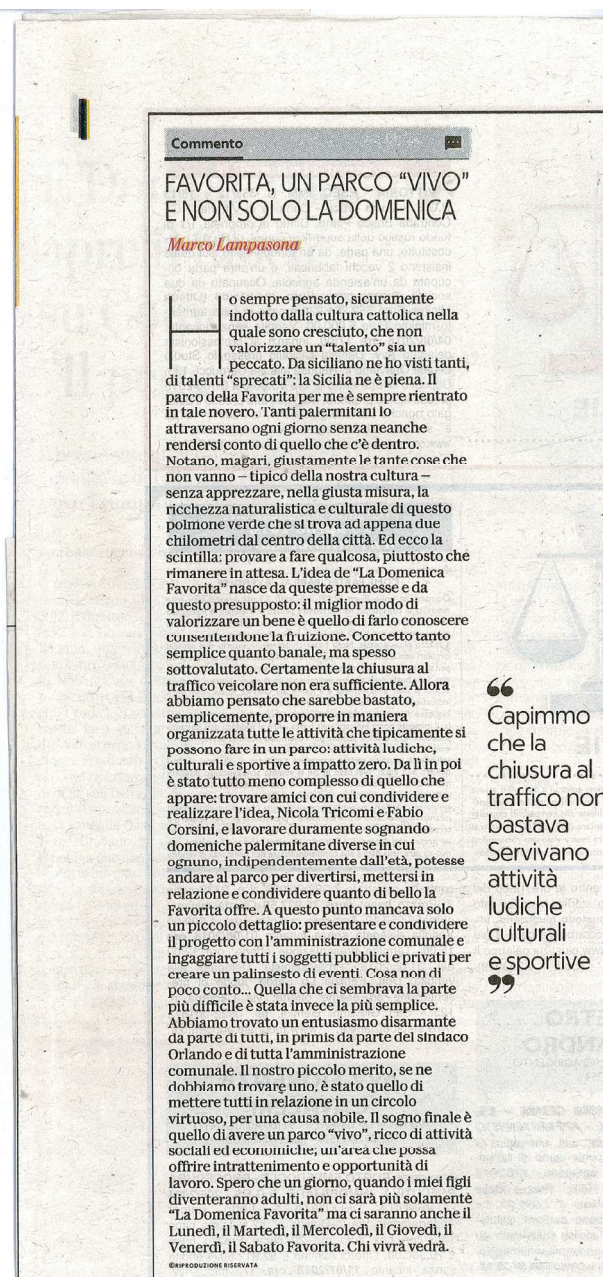 Commento
FAVORITA, UN PARCO “VIVO”
E NON SOLO LA DOMENICA
Marco Lampasona
Ho sempre pensato, sicuramente
indotto dalla cultura cattolica nella
quale sono cresciuto, che non
valorizzare un “talento” sia un
peccato. Da siciliano ne ho visti tanti,
di talenti “sprecati”: la Sicilia ne è piena. Il
parco della Favorita per me è sempre rientrato
in tale novero. Tanti palermitani lo
attraversano ogni giorno senza neanche
rendersi conto di quello che c’è dentro.
Notano, magari, giustamente le tante cose che
non vanno – tipico della nostra cultura –
senza apprezzare, nella giusta misura, la
ricchezza naturalistica e culturale di questo
polmone verde che si trova ad appena due
chilometri dal centro della città. Ed ecco la
scintilla: provare a fare qualcosa, piuttosto che
rimanere in attesa. L’idea de “La Domenica
Favorita” nasce da queste premesse e da
questo presupposto: il miglior modo di
valorizzare un bene è quello di farlo conoscere
consentendone la fruizione. Concetto tanto
semplice quanto banale, ma spesso
sottovalutato. Certamente la chiusura al
traffico veicolare non era sufficiente. Allora
abbiamo pensato che sarebbe bastato,
semplicemente, proporre in maniera
organizzata tutte le attività che tipicamente si
possono fare in un parco: attività ludiche,
culturali e sportive a impatto zero. Da lì in poi
è stato tutto meno complesso di quello che
appare: trovare amici con cui condividere e
realizzare l’idea, Nicola Tricomi e Fabio
Corsini, e lavorare duramente sognando
domeniche palermitane diverse in cui
ognuno, indipendentemente dall’età, potesse
andare al parco per divertirsi, mettersi in
relazione e condividere quanto di bello la
Favorita offre. A questo punto mancava solo
un piccolo dettaglio: presentare e condividere
il progetto con l’amministrazione comunale e
ingaggiare tutti i soggetti pubblici e privati per
creare un palinsesto di eventi. Cosa non di
poco conto... Quella che ci sembrava la parte
più difficile è stata invece la più semplice.
Abbiamo trovato un entusiasmo disarmante
da parte di tutti, in primis da parte del sindaco
Orlando e di tutta l’amministrazione
comunale. Il nostro piccolo merito, se ne
dobbiamo trovare uno, è stato quello di
mettere tutti in relazione in un circolo
virtuoso, per una causa nobile. Il sogno finale è
quello di avere un parco “vivo”, ricco di attività
sociali ed economiche; un’area che possa
offrire intrattenimento e opportunità di
lavoro. Spero che un giorno, quando i miei figli
diventeranno adulti, non ci sarà più solamente
“La Domenica Favorita” ma ci saranno anche il
Lunedì, il Martedì, il Mercoledì, il Giovedì, il
Venerdì, il Sabato Favorita. Chi vivrà vedrà.
©RIPRODUZIONE RISERVATA
“
Capimmo
che la
chiusura al
traffico non
bastava
Servivano
attività
ludiche
culturali
e sportive
”